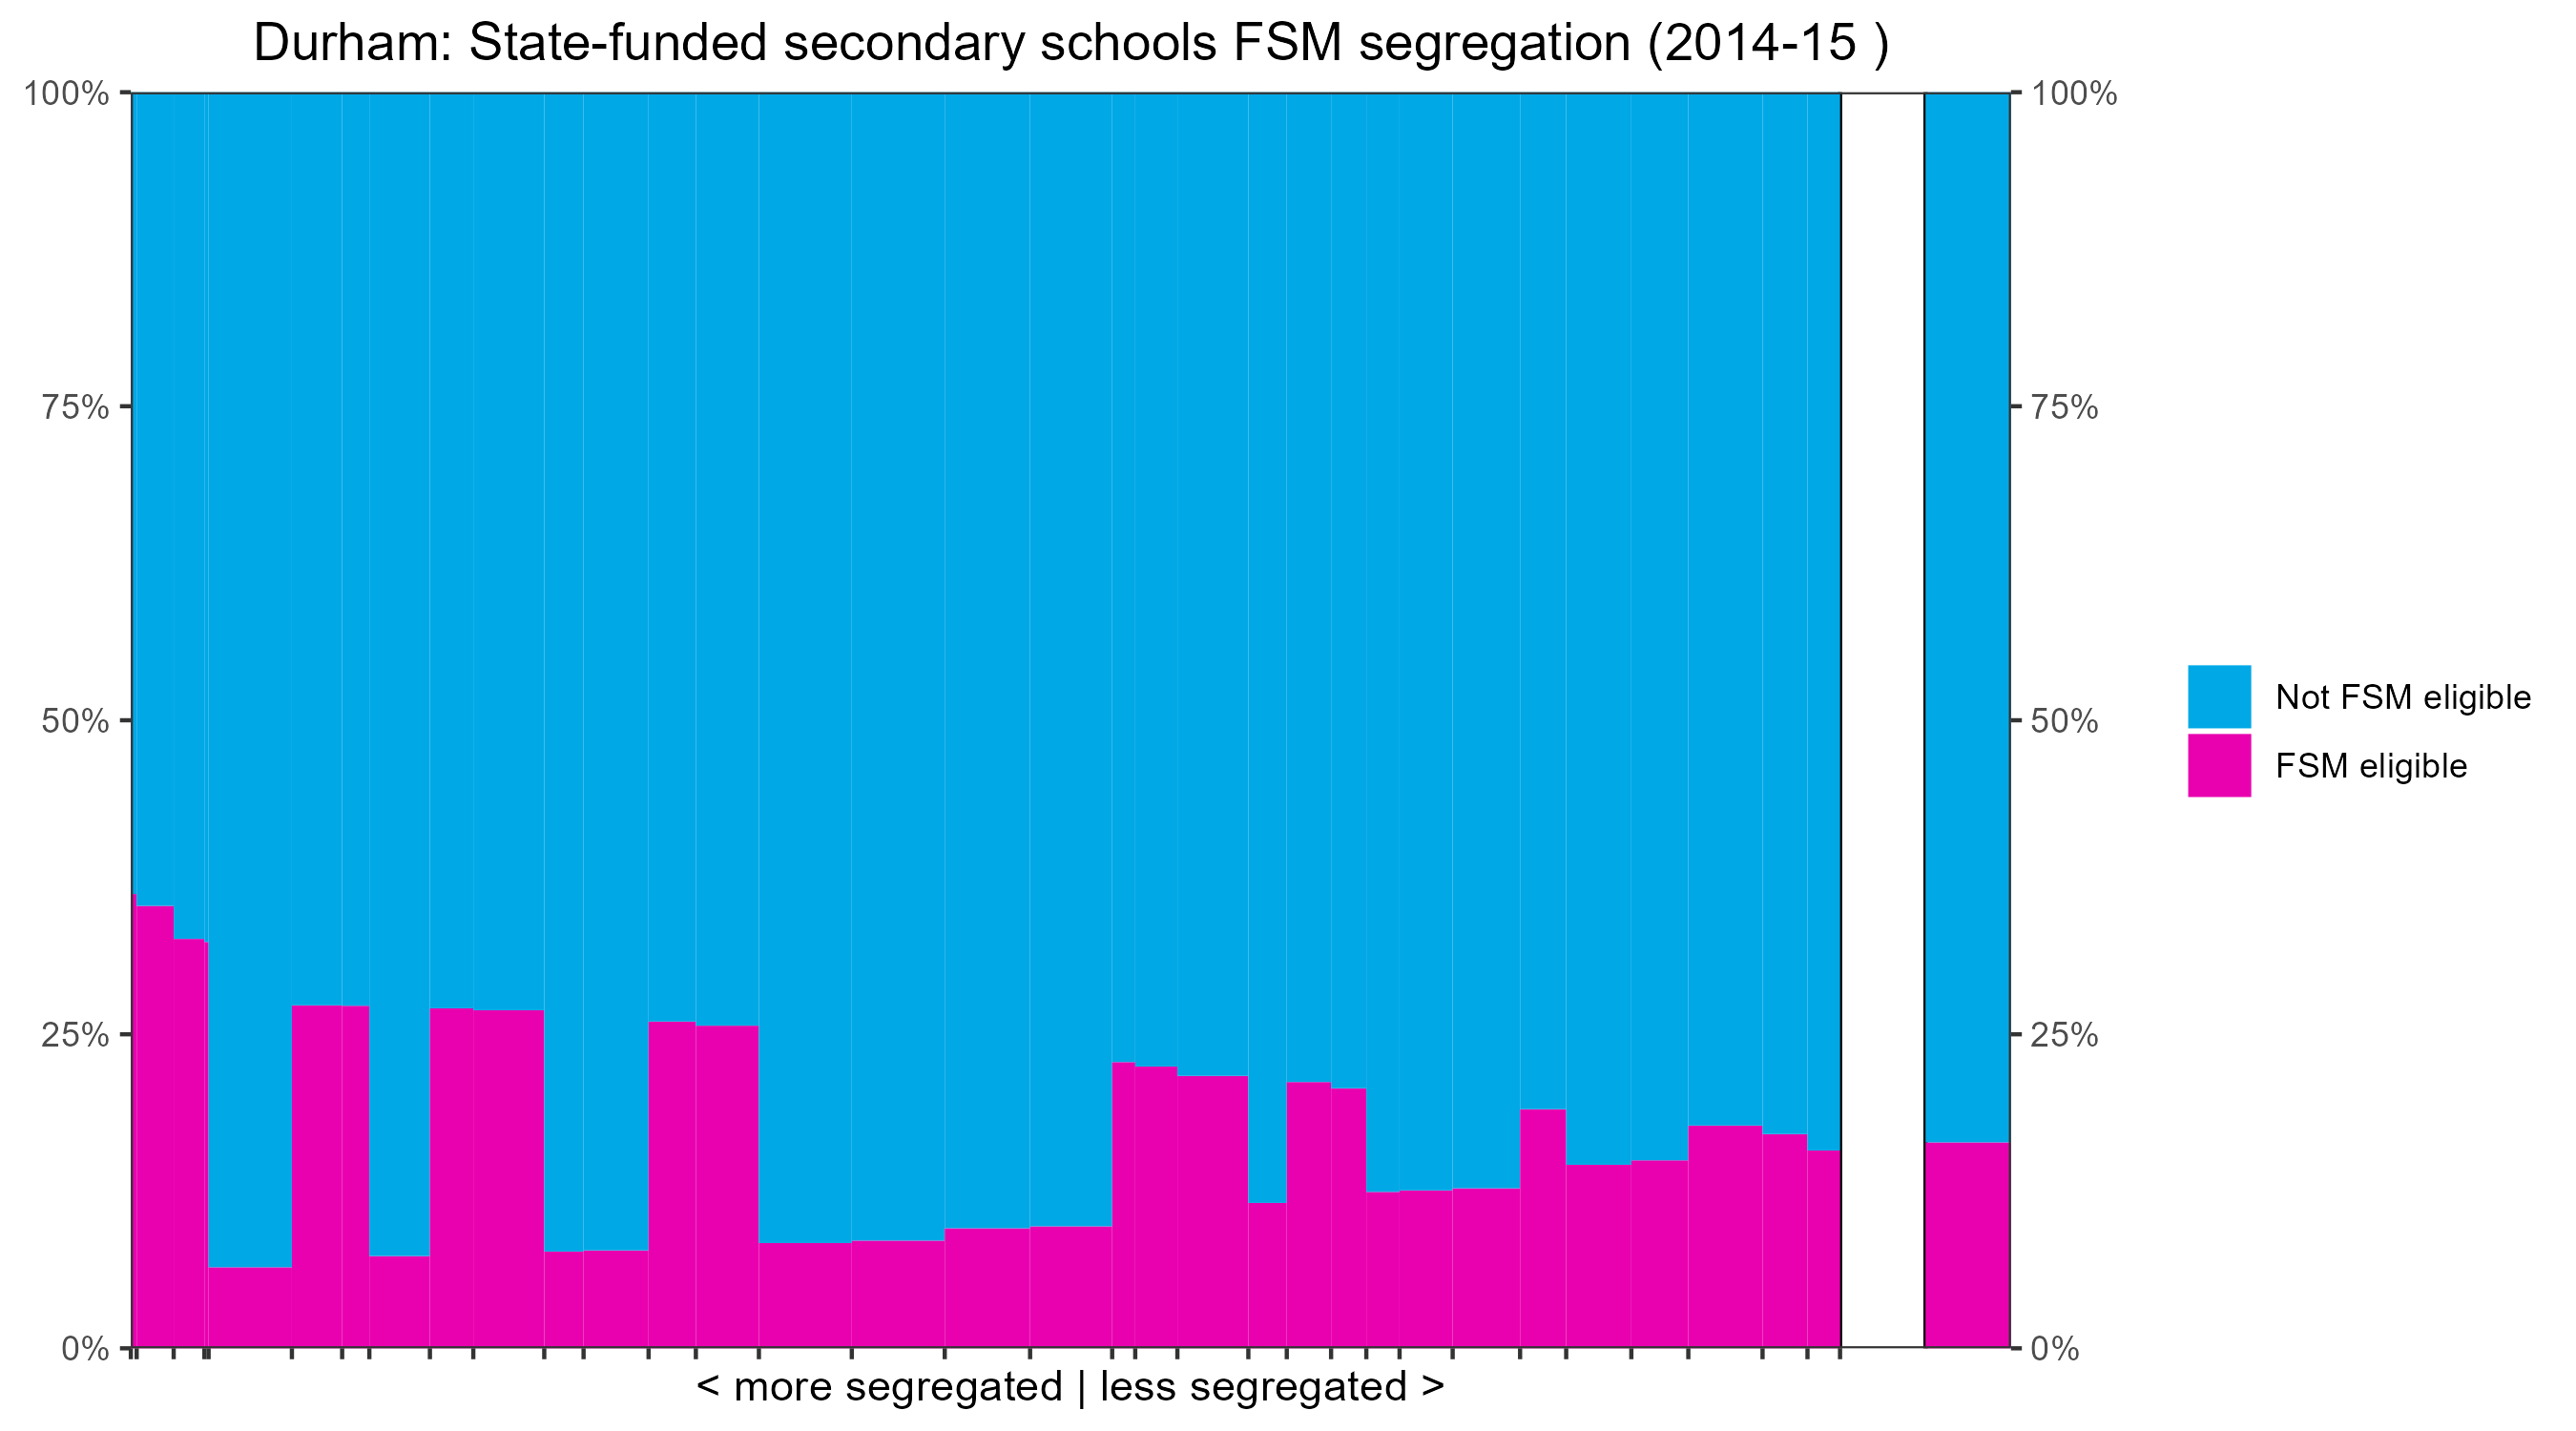 Durham: State-funded secondary schools FSM segregation (2014-15 )
100%
75%
50%
25%
0%
100%
75%
50%
25%
0%
Not FSM eligible
FSM eligible
< more segregated | less segregated >